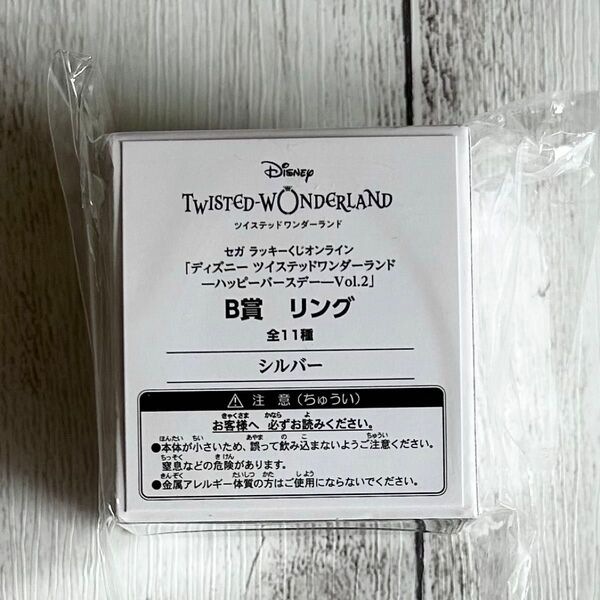 Disney
TWISTED-WONDERLAND
ツイステッドワンダーランド
セガ ラッキーくじオンライン
「ディズニー ツイステッドワンダーランド
―ハッピーバースデー―Vol.2」
B賞 リング
全11種
シルバー
⚠ 注 意（ちゅうい）
きゃくさま かなら よ
お客様へ 必ずお読みください。
ほんたい ちい あやま の こ ちゅうい
●本体が小さいため、誤って飲み込まないようご注意ください。
ちっそく きけん
窒息などの危険があります。
きんぞく たいしつ かた しよう
●金属アレルギー体質の方はご使用にならないでください。